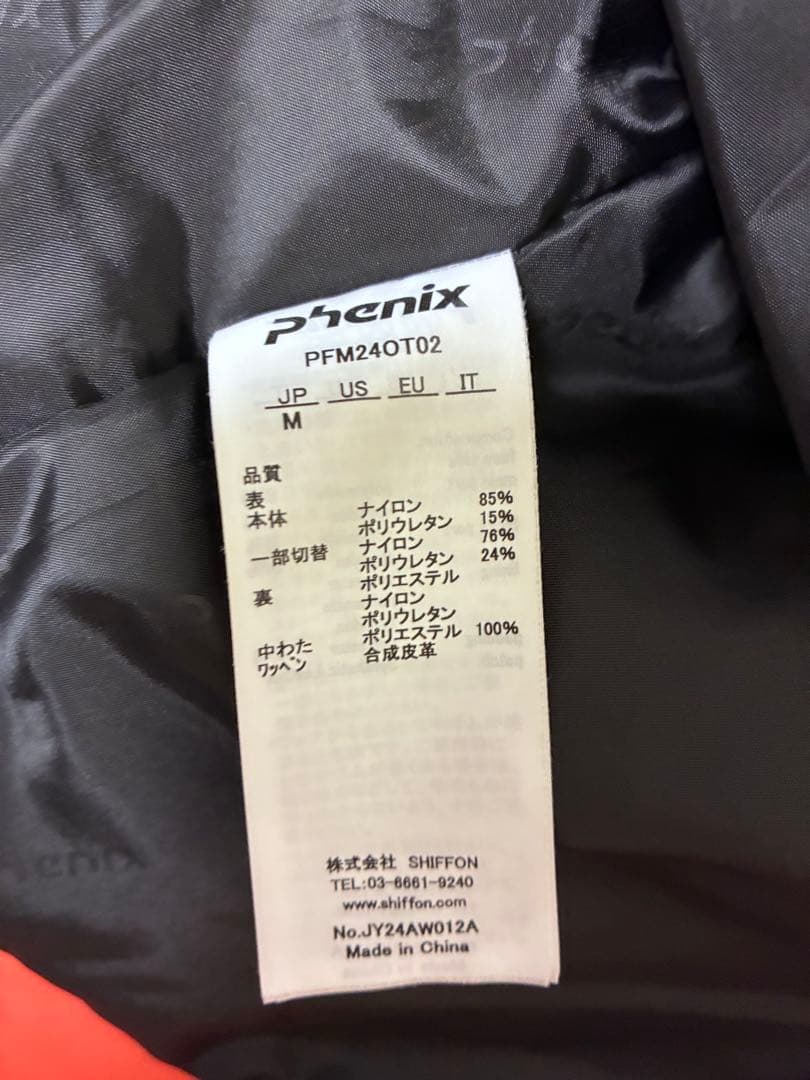 phenix
PFM24OT02
JP US EU IT
M
品質
表
本体 ナイロン 85%
ポリウレタン 15%
一部切替 ナイロン 76%
ポリウレタン 24%
裏 ポリエステル
ナイロン
ポリウレタン
中わた ポリエステル 100%
ワッペン 合成皮革
株式会社 SHIFFON
TEL:03-6661-9240
www.shiffon.com
No.JY24AW012A
Made in China
phenix